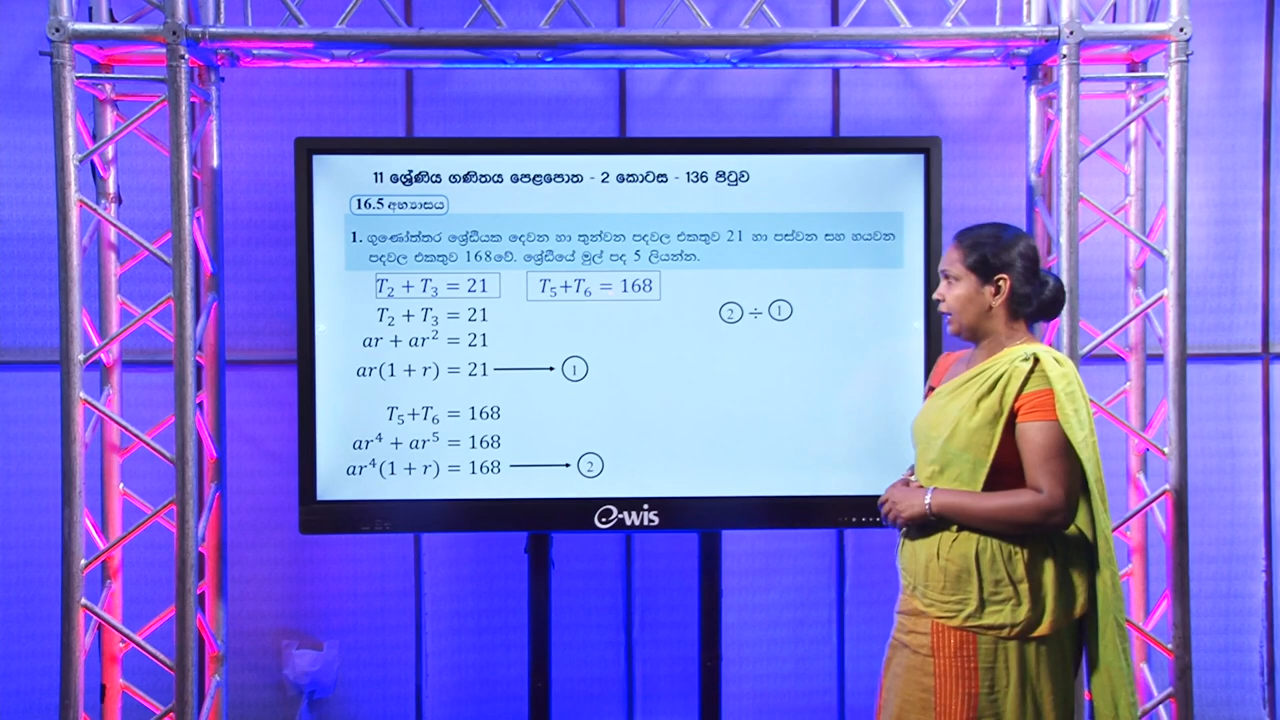 11 ශ්‍රේණිය ගණිතය පෙළපොත - 2 කොටස - 136 පිටුව
16.5 අභ්‍යාසය
1. ගුණෝත්තර ශ්‍රේඪියක දෙවන හා තුන්වන පදවල එකතුව 21 හා පස්වන සහ හයවන
පදවල එකතුව 168වේ. ශ්‍රේඪියේ මුල් පද 5 ලියන්න.
T₂ + T₃ = 21 T₅+T₆ = 168
T₂ + T₃ = 21 ② ÷ ①
ar + ar² = 21
ar(1 + r) = 21 ⟶ ①
T₅+T₆ = 168
ar⁴ + ar⁵ = 168
ar⁴(1 + r) = 168 ⟶ ②
e-wis